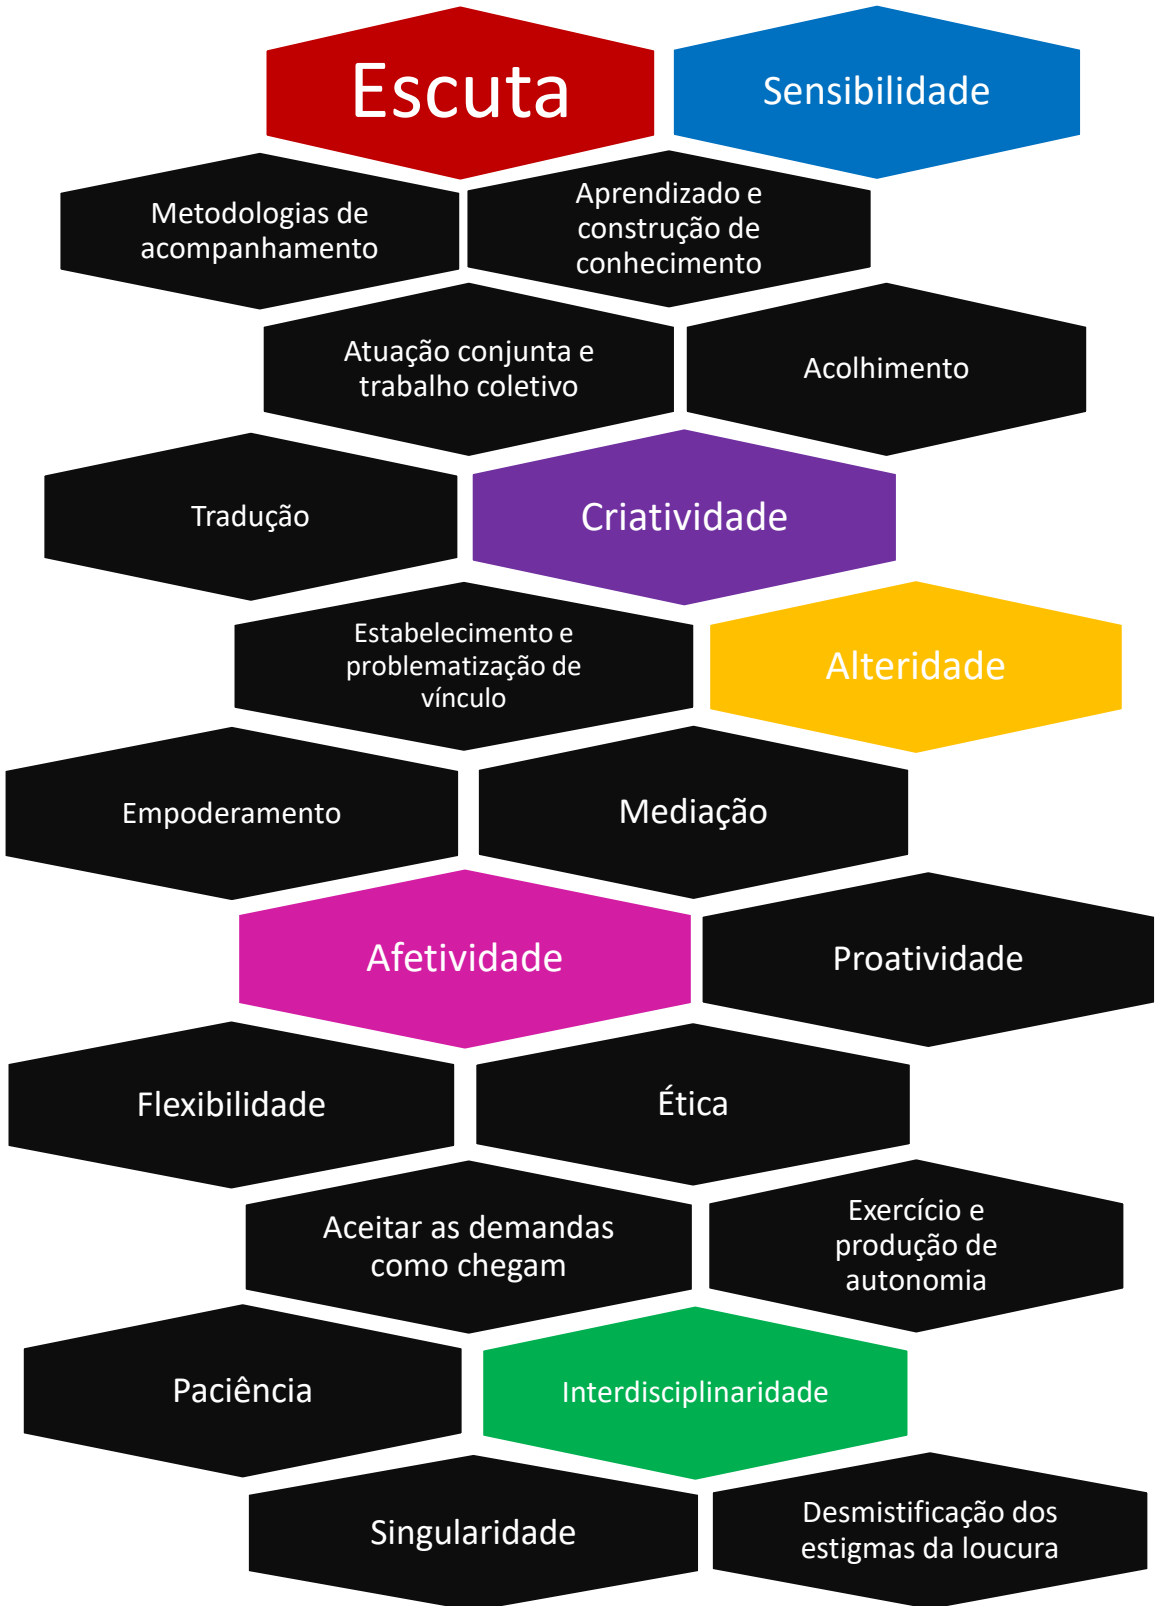 Escuta
Sensibilidade
Metodologias de
acompanhamento
Aprendizado e
construção de
conhecimento
Atuação conjunta e
trabalho coletivo
Acolhimento
Tradução
Criatividade
Estabelecimento e
problematização de
vínculo
Alteridade
Empoderamento
Mediação
Afetividade
Proatividade
Flexibilidade
Ética
Aceitar as demandas
como chegam
Exercício e
produção de
autonomia
Paciência
Interdisciplinaridade
Singularidade
Desmistificação dos
estigmas da loucura